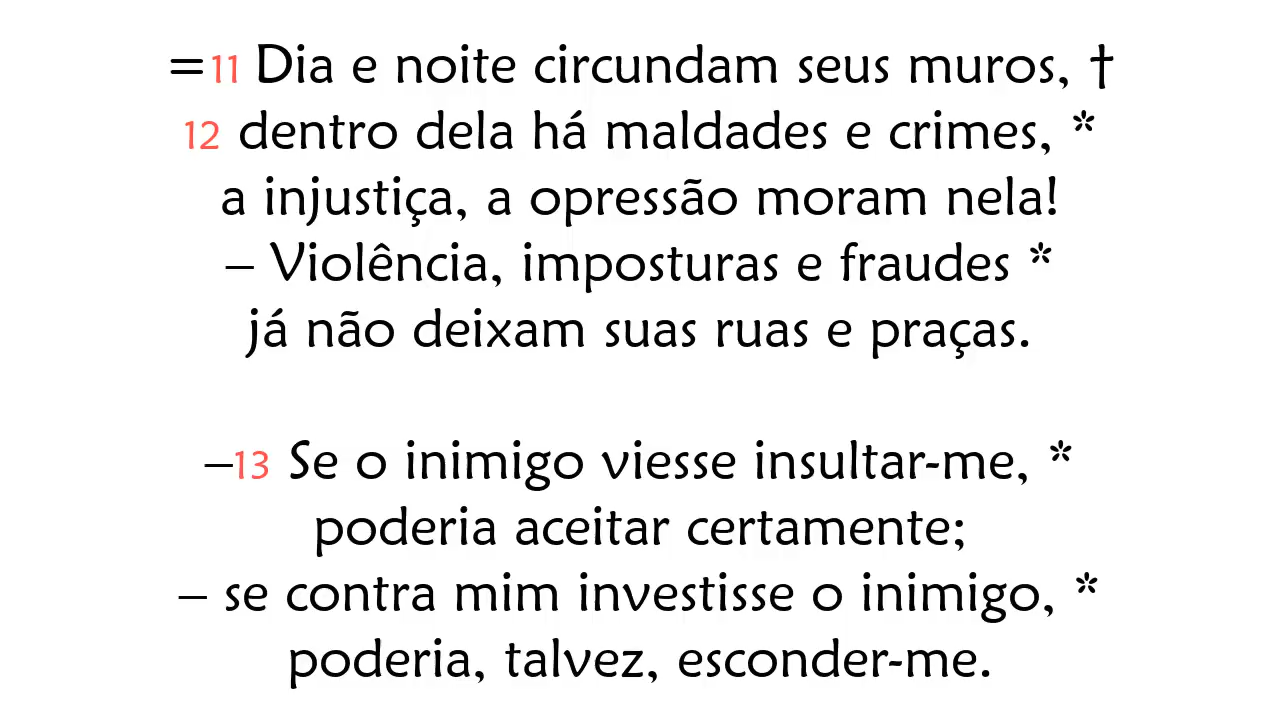 =11 Dia e noite circundam seus muros, †
12 dentro dela há maldades e crimes, *
a injustiça, a opressão moram nela!
– Violência, imposturas e fraudes *
já não deixam suas ruas e praças.
–13 Se o inimigo viesse insultar-me, *
poderia aceitar certamente;
– se contra mim investisse o inimigo, *
poderia, talvez, esconder-me.